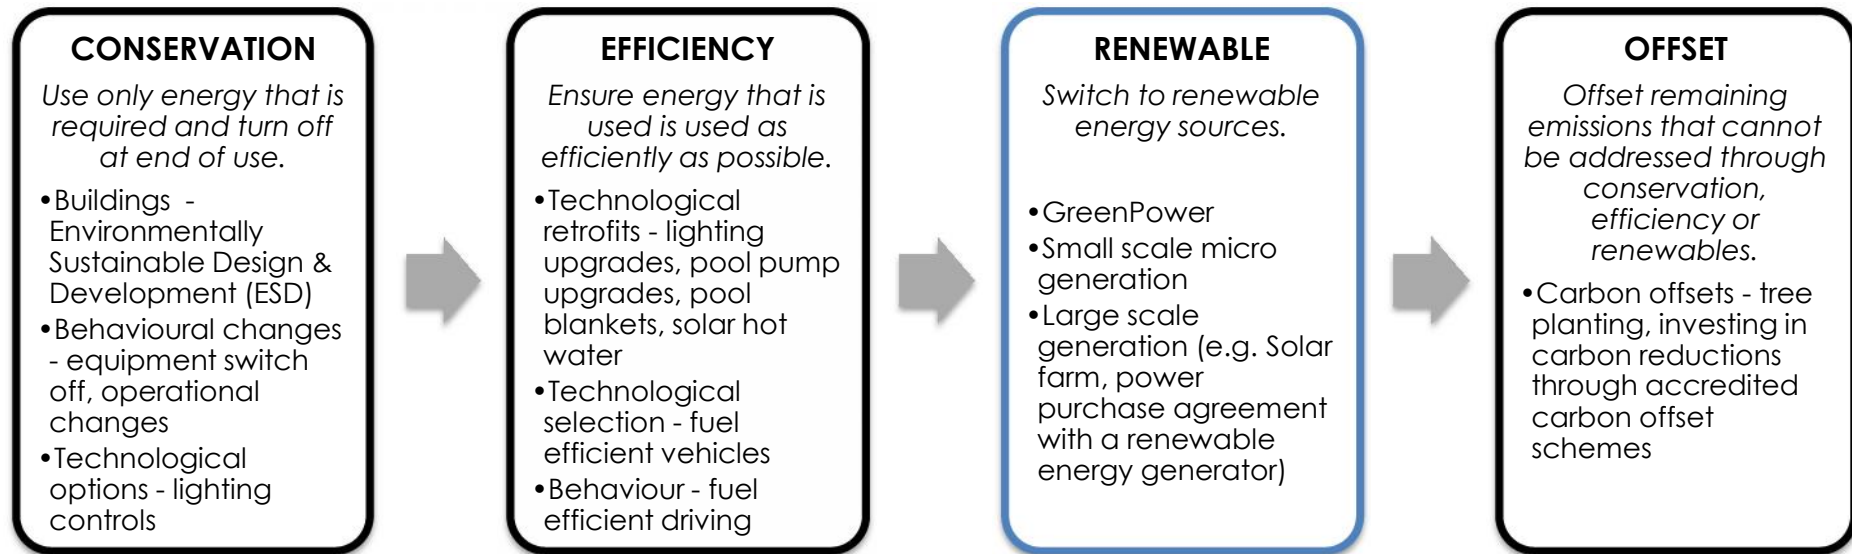 CONSERVATION
Use only energy that is
required and turn off
at end of use.
•Buildings -
Environmentally
Sustainable Design &
Development (ESD)
•Behavioural changes
- equipment switch
off, operational
changes
•Technological
options - lighting
controls
EFFICIENCY
Ensure energy that is
used is used as
efficiently as possible.
•Technological
retrofits - lighting
upgrades, pool pump
upgrades, pool
blankets, solar hot
water
•Technological
selection - fuel
efficient vehicles
•Behaviour - fuel
efficient driving
RENEWABLE
Switch to renewable
energy sources.
•GreenPower
•Small scale micro
generation
•Large scale
generation (e.g. Solar
farm, power
purchase agreement
with a renewable
energy generator)
OFFSET
Offset remaining
emissions that cannot
be addressed through
conservation,
efficiency or
renewables.
•Carbon offsets - tree
planting, investing in
carbon reductions
through accredited
carbon offset
schemes